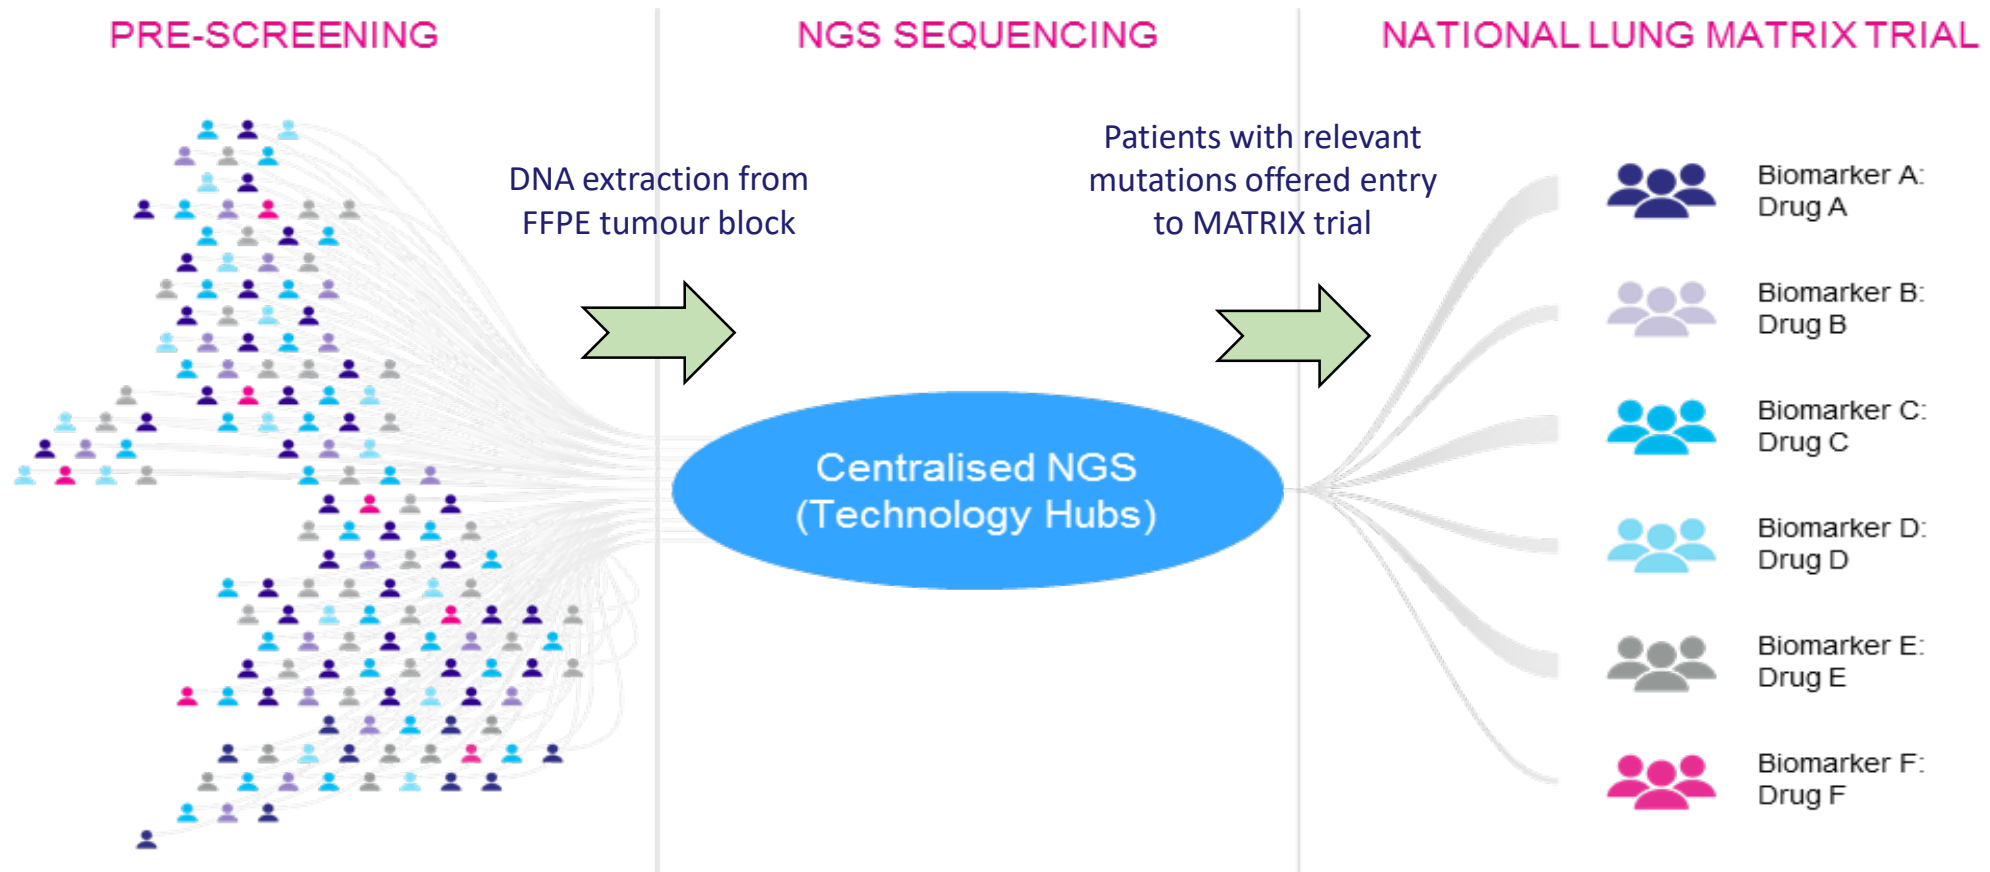 PRE-SCREENING
NGS SEQUENCING
NATIONAL LUNG MATRIX TRIAL
DNA extraction from
FFPE tumour block
Patients with relevant
mutations offered entry
to MATRIX trial
Centralised NGS
(Technology Hubs)
Biomarker A:
Drug A
Biomarker B:
Drug B
Biomarker C:
Drug C
Biomarker D:
Drug D
Biomarker E:
Drug E
Biomarker F:
Drug F